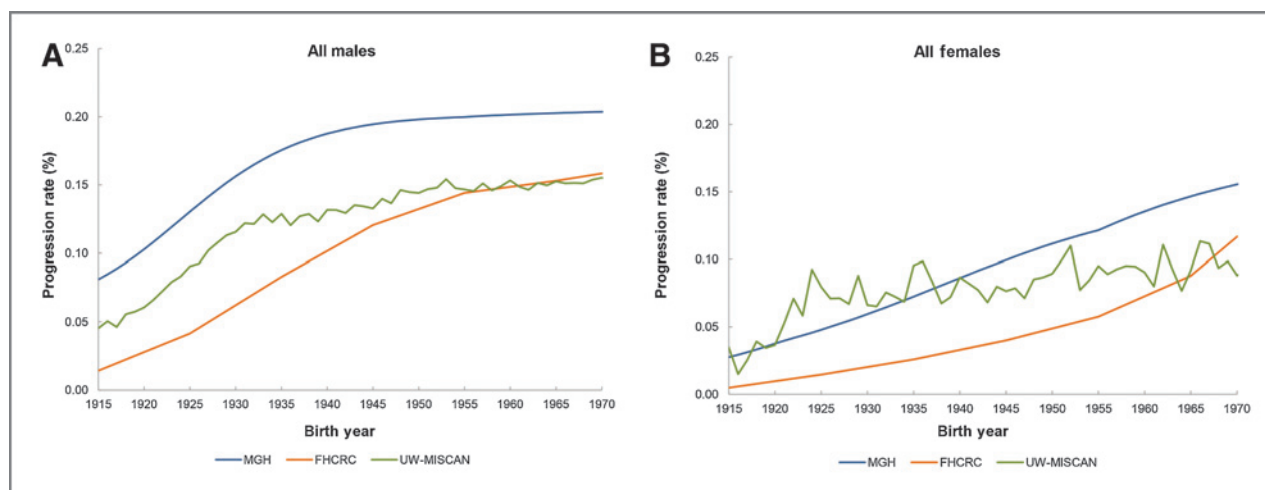 A
All males
0.25
0.20
0.15
0.10
0.05
0.00
Progression rate (%)
1915 1920 1925 1930 1935 1940 1945 1950 1955 1960 1965 1970
Birth year
MGH FHCRC UW-MISCAN
B
All females
0.25
0.20
0.15
0.10
0.05
0.00
Progression rate (%)
1915 1920 1925 1930 1935 1940 1945 1950 1955 1960 1965 1970
Birth year
MGH FHCRC UW-MISCAN